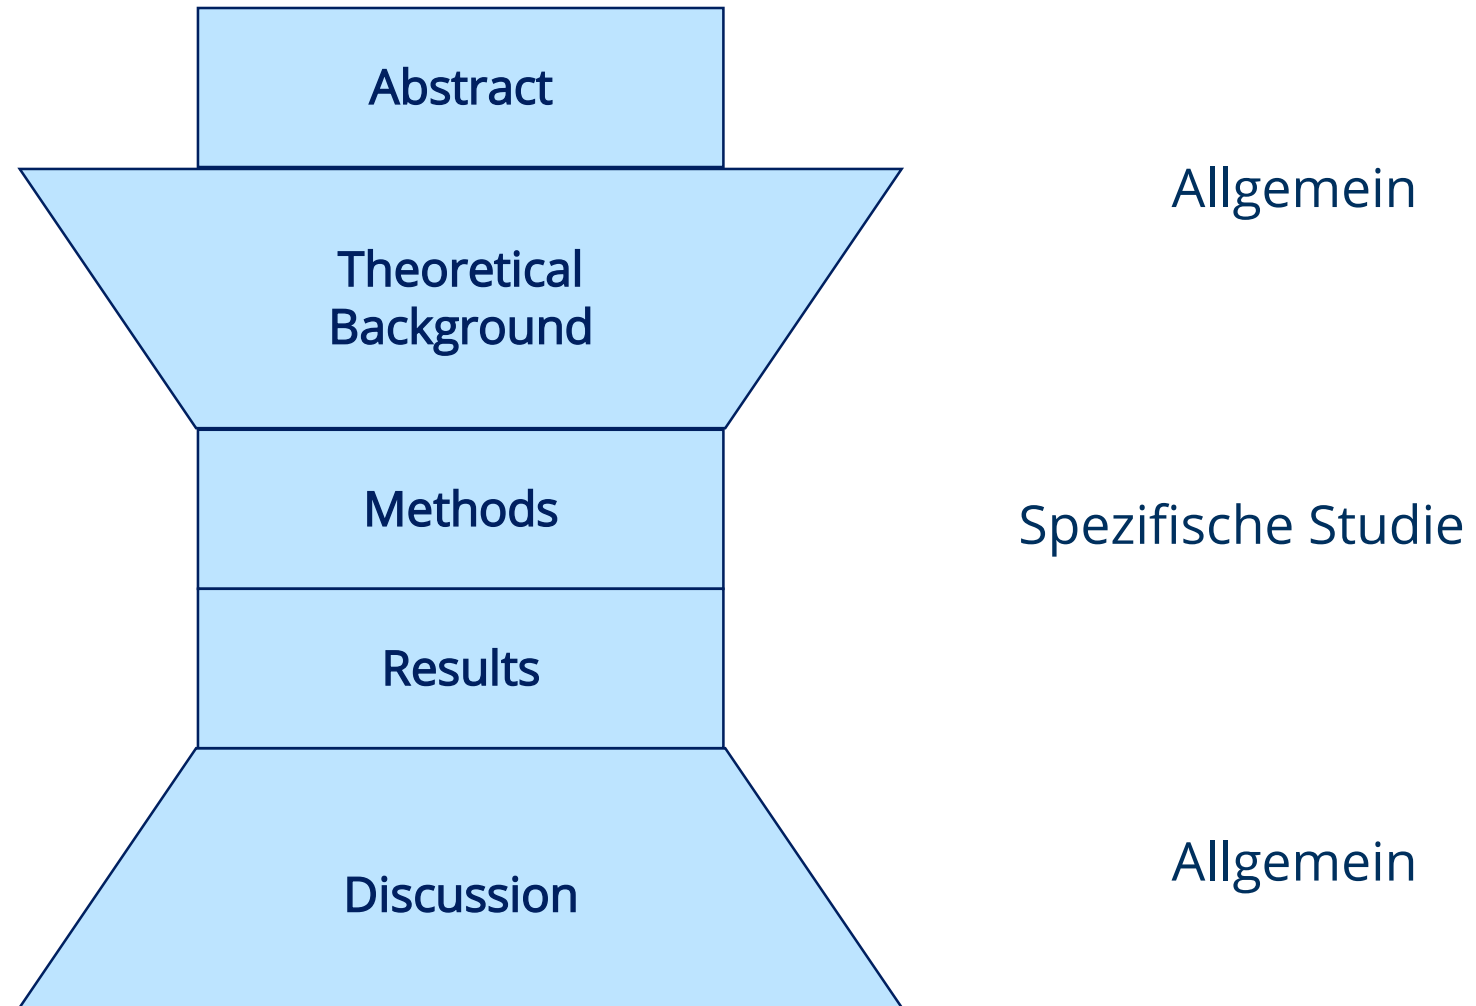 Abstract
Allgemein
Theoretical
Background
Methods
Spezifische Studie
Results
Allgemein
Discussion